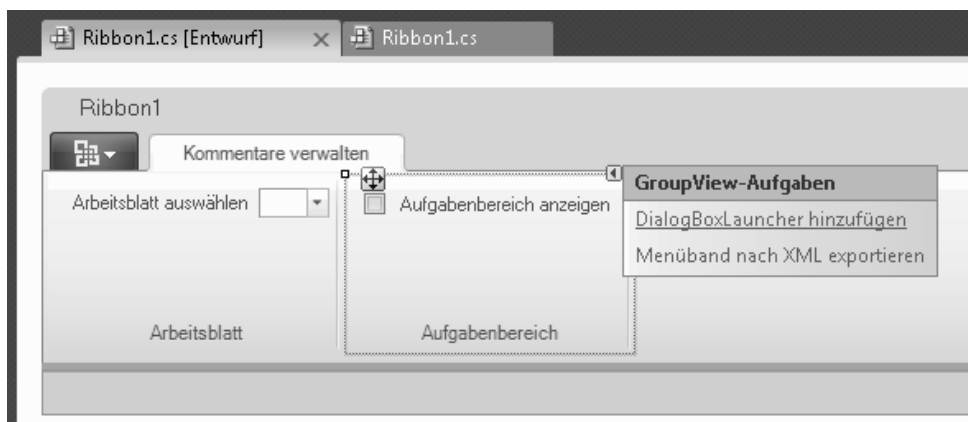 Ribbon1.cs [Entwurf]
Ribbon1.cs
Ribbon1
Kommentare verwalten
Arbeitsblatt auswählen
Aufgabenbereich anzeigen
GroupView-Aufgaben
DialogBoxLauncher hinzufügen
Menüband nach XML exportieren
Arbeitsblatt
Aufgabenbereich